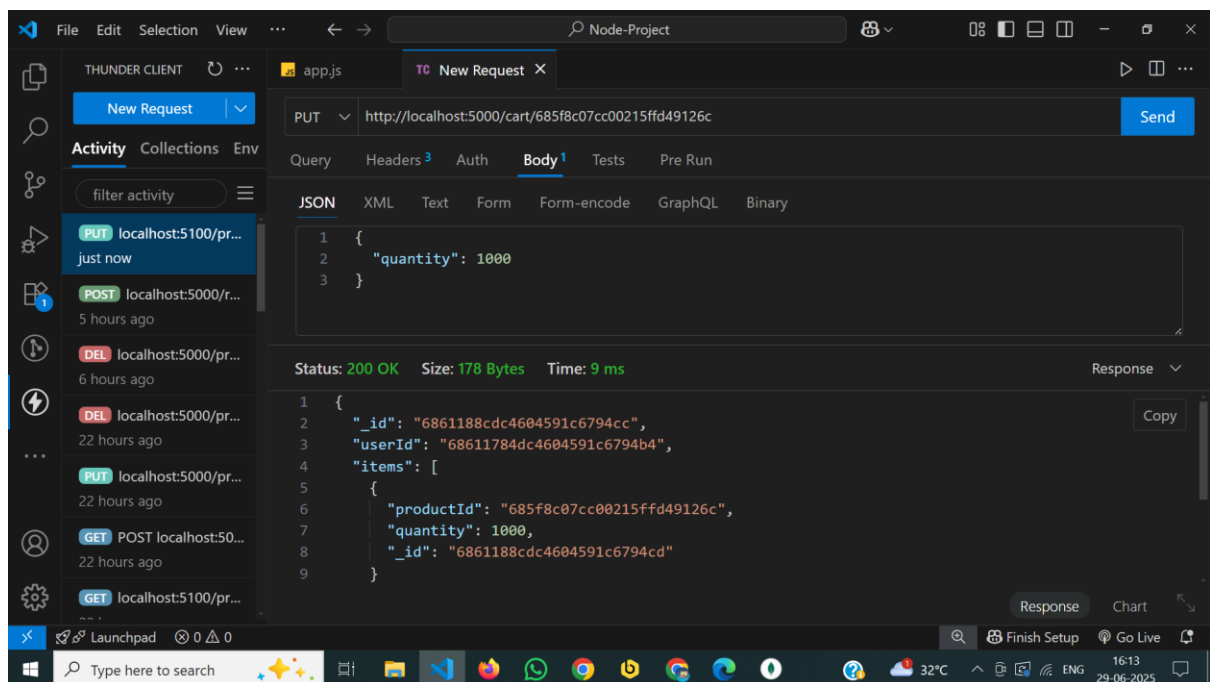 File Edit Selection View ··· Node-Project
THUNDER CLIENT ···
New Request
Activity Collections Env
filter activity
PUT localhost:5100/pr...
just now
POST localhost:5000/r...
5 hours ago
DEL localhost:5000/pr...
6 hours ago
DEL localhost:5000/pr...
22 hours ago
PUT localhost:5000/pr...
22 hours ago
GET POST localhost:50...
22 hours ago
GET localhost:5100/pr...
JS app.js TC New Request
PUT http://localhost:5000/cart/685f8c07cc00215ffd49126c Send
Query Headers 3 Auth Body 1 Tests Pre Run
JSON XML Text Form Form-encode GraphQL Binary
1 {
2 "quantity": 1000
3 }
Status: 200 OK Size: 178 Bytes Time: 9 ms Response
1 {
2 "_id": "6861188cdc4604591c6794cc",
3 "userId": "68611784dc4604591c6794b4",
4 "items": [
5 {
6 "productId": "685f8c07cc00215ffd49126c",
7 "quantity": 1000,
8 "_id": "6861188cdc4604591c6794cd"
9 }
Copy
Response Chart
1
Launchpad 0 0 Finish Setup Go Live
Type here to search 32°C ENG 16:13
29-06-2025